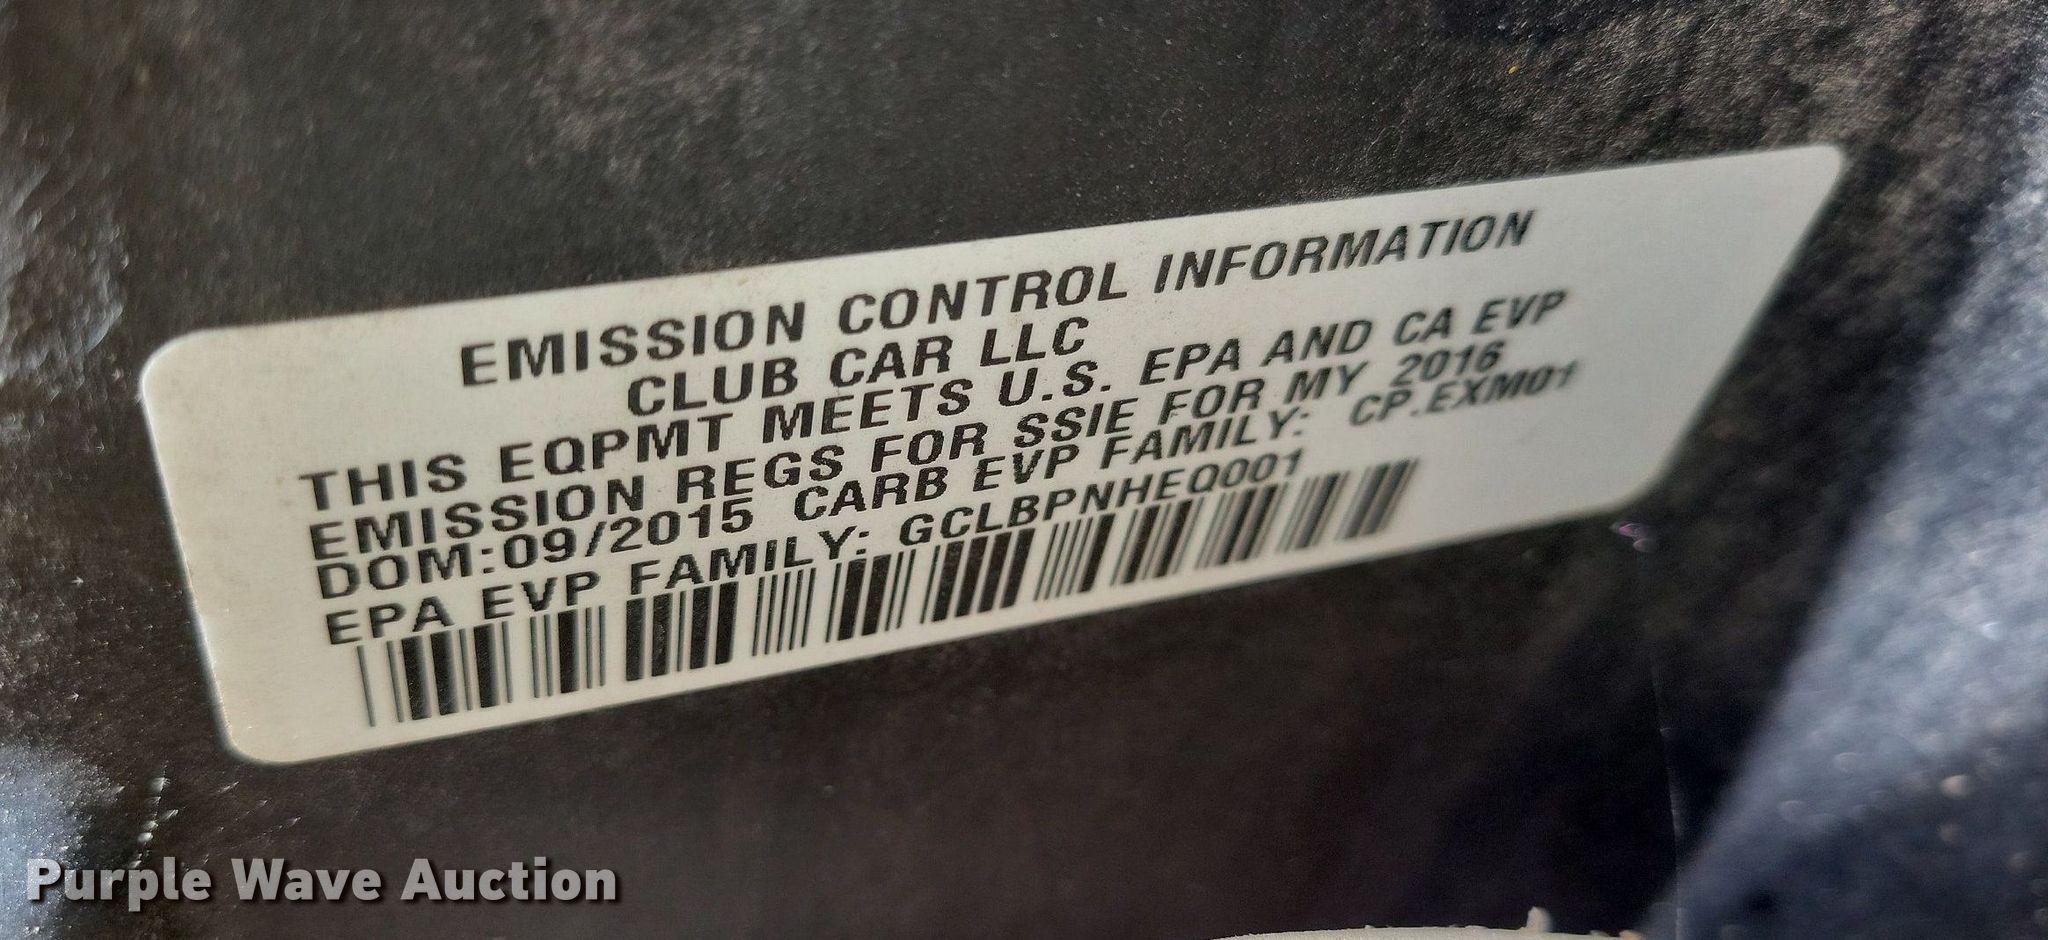 EMISSION CONTROL INFORMATION
CLUB CAR LLC
THIS EQPMT MEETS U.S. EPA AND CA EVP
EMISSION REGS FOR SSIE FOR MY 2016
DOM:09/2015 CARB EVP FAMILY: CP.EXM01
EPA EVP FAMILY: GCLBPNHEQ001
Purple Wave Auction